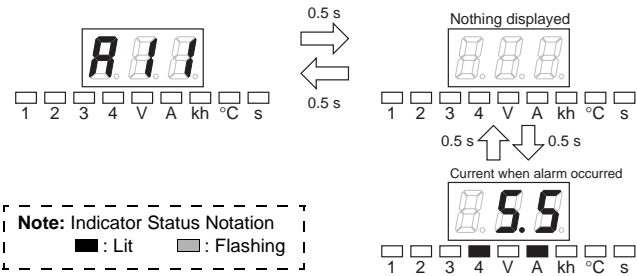 0.5 s
Nothing displayed
A11
0.5 s
1 2 3 4 V A kh °C s
1 2 3 4 V A kh °C s
0.5 s 0.5 s
Current when alarm occurred
5.5
Note: Indicator Status Notation
: Lit : Flashing
1 2 3 4 V A kh °C s